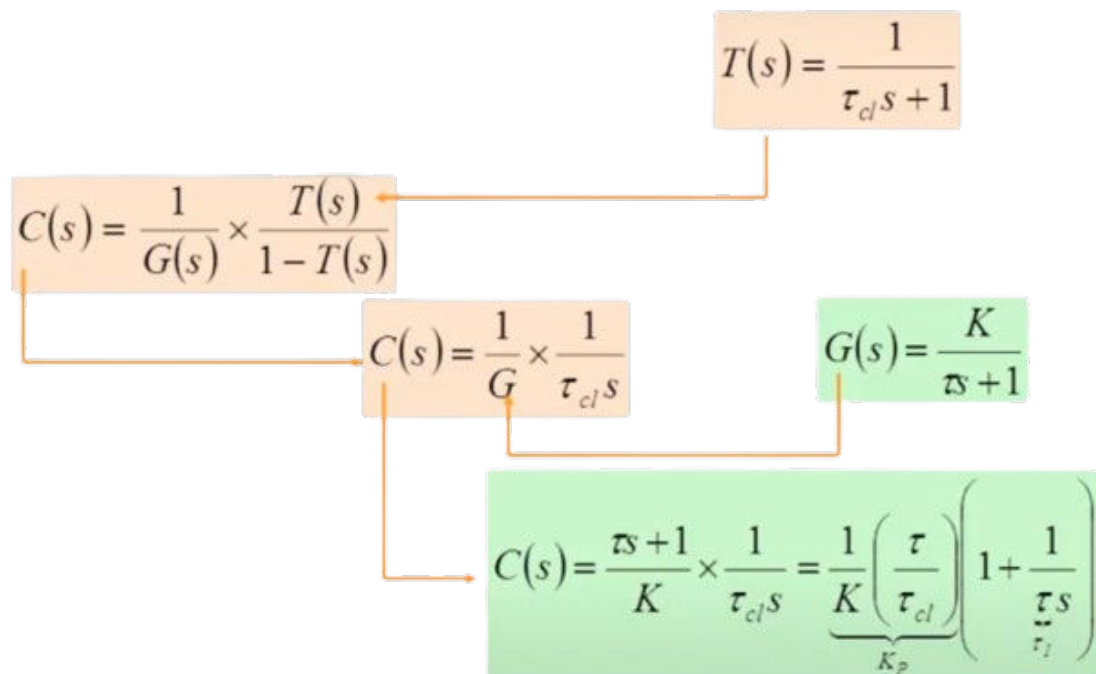 T(s) = 1 / (τ_cl s + 1)
C(s) = 1 / G(s) × T(s) / (1 − T(s))
C(s) = 1 / G × 1 / (τ_cl s)
G(s) = K / (τs + 1)
C(s) = (τs + 1) / K × 1 / (τ_cl s) = 1 / K (τ / τ_cl) (1 + 1 / (τ s))
K_P
τ_I